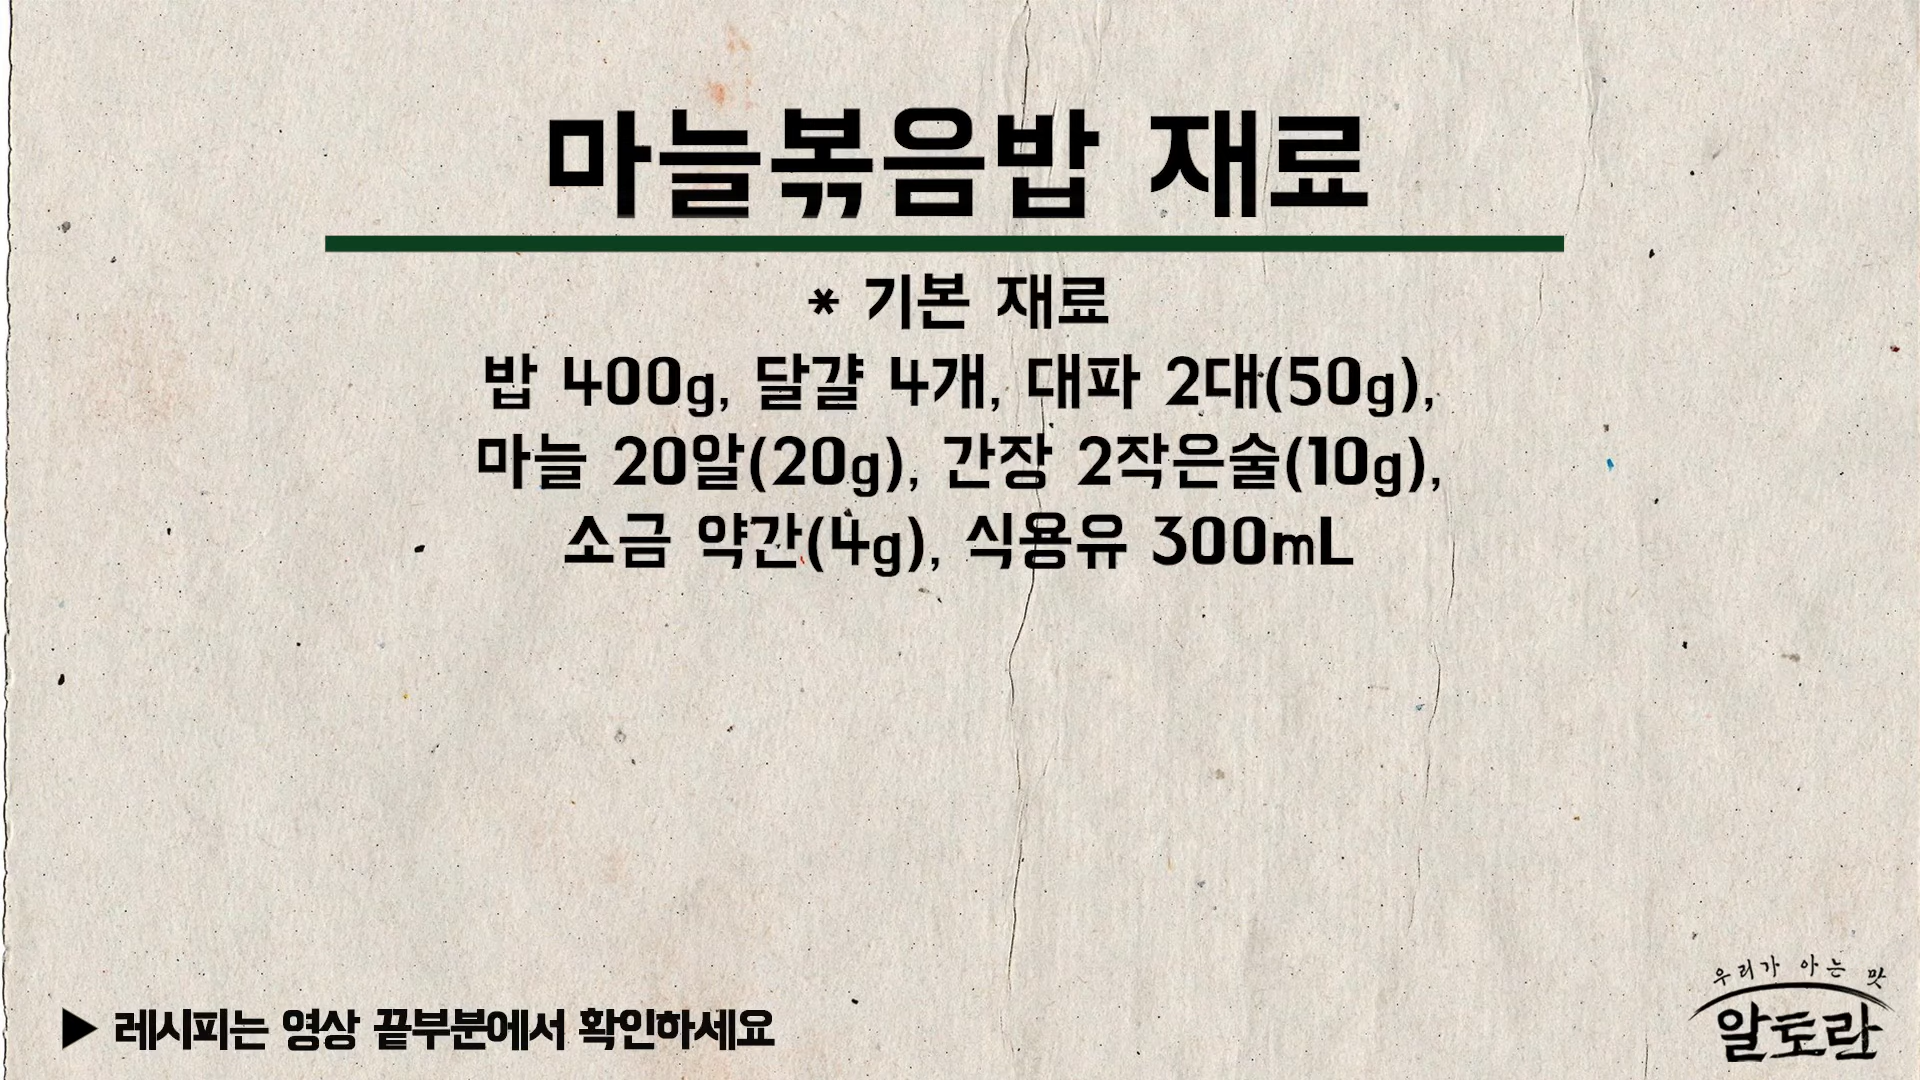 마늘볶음밥 재료
* 기본 재료
밥 400g, 달걀 4개, 대파 2대(50g),
마늘 20알(20g), 간장 2작은술(10g),
소금 약간(4g), 식용유 300mL
▶ 레시피는 영상 끝부분에서 확인하세요
우리가 아는 맛
알토란